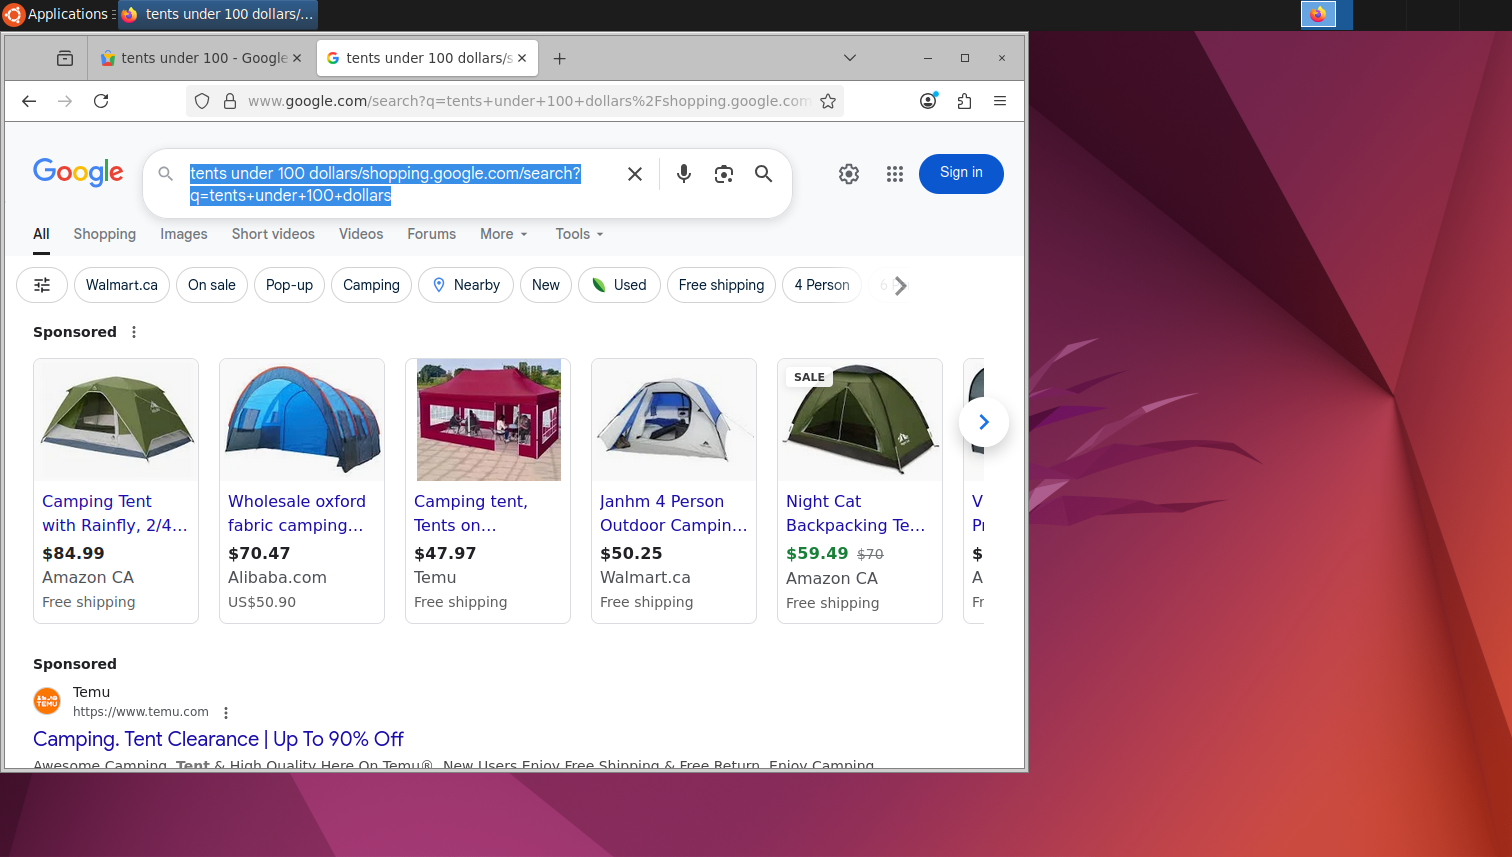 Applications
tents under 100 dollars/...
tents under 100 - Google
tents under 100 dollars/s
www.google.com/search?q=tents+under+100+dollars%2Fshopping.google.com
Google
tents under 100 dollars/shopping.google.com/search?
q=tents+under+100+dollars
Sign in
All
Shopping
Images
Short videos
Videos
Forums
More
Tools
Walmart.ca
On sale
Pop-up
Camping
Nearby
New
Used
Free shipping
4 Person
6 P
Sponsored
SALE
Camping Tent
with Rainfly, 2/4...
$84.99
Amazon CA
Free shipping
Wholesale oxford
fabric camping...
$70.47
Alibaba.com
US$50.90
Camping tent,
Tents on...
$47.97
Temu
Free shipping
Janhm 4 Person
Outdoor Campin...
$50.25
Walmart.ca
Free shipping
Night Cat
Backpacking Te...
$59.49 $70
Amazon CA
Free shipping
V
Pr
$
A
Fr
Sponsored
TEMU
Temu
https://www.temu.com
Camping. Tent Clearance | Up To 90% Off
Awesome Camping. Tent & High Quality Here On Temu®. New Users Enjoy Free Shipping & Free Return. Enjoy Camping